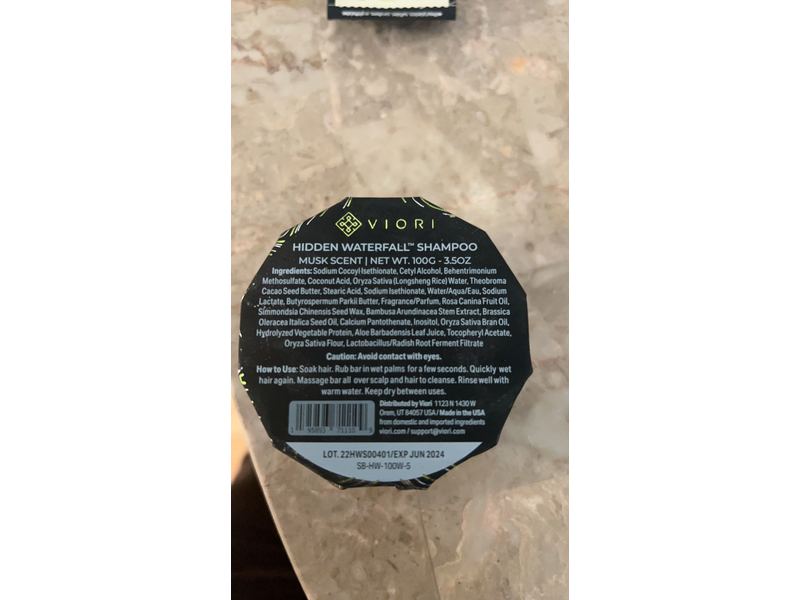 VIORI
HIDDEN WATERFALL™ SHAMPOO
MUSK SCENT | NET WT. 100G - 3.5OZ
Ingredients: Sodium Cocoyl Isethionate, Cetyl Alcohol, Behentrimonium
Methosulfate, Coconut Acid, Oryza Sativa (Longsheng Rice) Water, Theobroma
Cacao Seed Butter, Stearic Acid, Sodium Isethionate, Water/Aqua/Eau, Sodium
Lactate, Butyrospermum Parkii Butter, Fragrance/Parfum, Rosa Canina Fruit Oil,
Simmondsia Chinensis Seed Wax, Bambusa Arundinacea Stem Extract, Brassica
Oleracea Italica Seed Oil, Calcium Pantothenate, Inositol, Oryza Sativa Bran Oil,
Hydrolyzed Vegetable Protein, Aloe Barbadensis Leaf Juice, Tocopheryl Acetate,
Oryza Sativa Flour, Lactobacillus/Radish Root Ferment Filtrate
Caution: Avoid contact with eyes.
How to Use: Soak hair. Rub bar in wet palms for a few seconds. Quickly wet
hair again. Massage bar all over scalp and hair to cleanse. Rinse well with
warm water. Keep dry between uses.
Distributed by Viori 1123 N 1430 W
Orem, UT 84057 USA / Made in the USA
from domestic and imported ingredients
viori.com / support@viori.com
LOT. 22HWS00401/EXP JUN 2024
SB-HW-100W-5